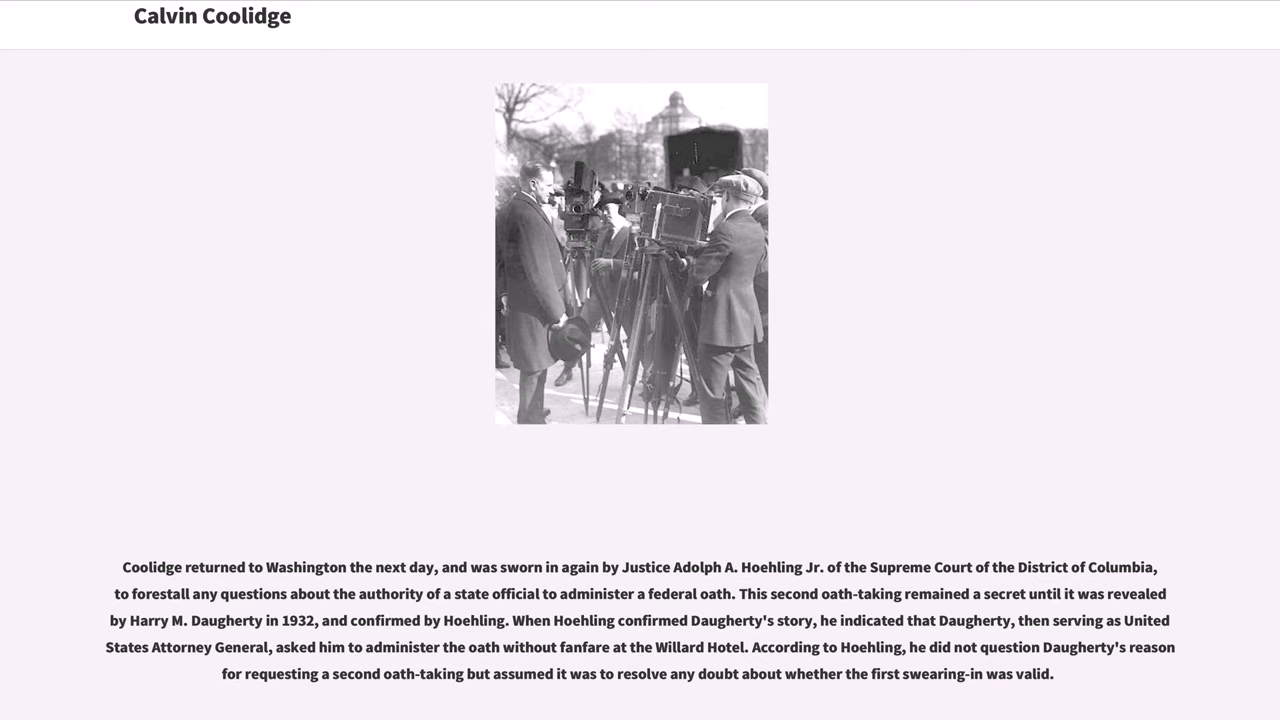 Calvin Coolidge
Coolidge returned to Washington the next day, and was sworn in again by Justice Adolph A. Hoehling Jr. of the Supreme Court of the District of Columbia,
to forestall any questions about the authority of a state official to administer a federal oath. This second oath-taking remained a secret until it was revealed
by Harry M. Daugherty in 1932, and confirmed by Hoehling. When Hoehling confirmed Daugherty's story, he indicated that Daugherty, then serving as United
States Attorney General, asked him to administer the oath without fanfare at the Willard Hotel. According to Hoehling, he did not question Daugherty's reason
for requesting a second oath-taking but assumed it was to resolve any doubt about whether the first swearing-in was valid.